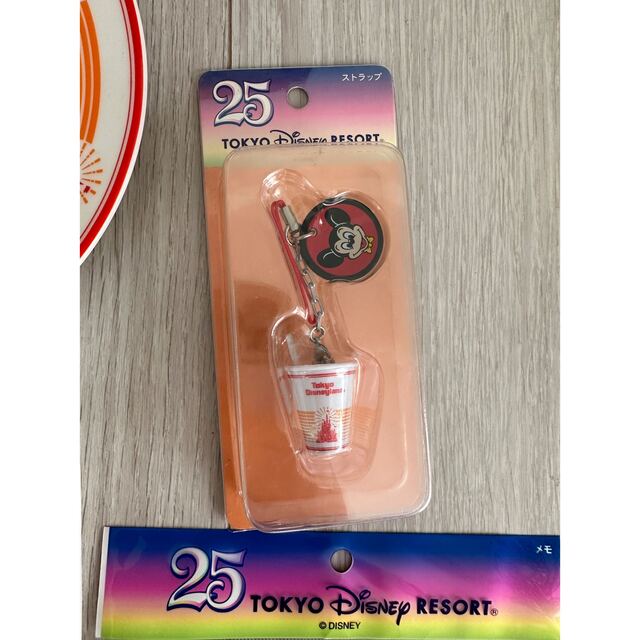 25
ストラップ
TOKYO Disney RESORT®
Tokyo
Disneyland
25
メモ
TOKYO Disney RESORT®
© DISNEY